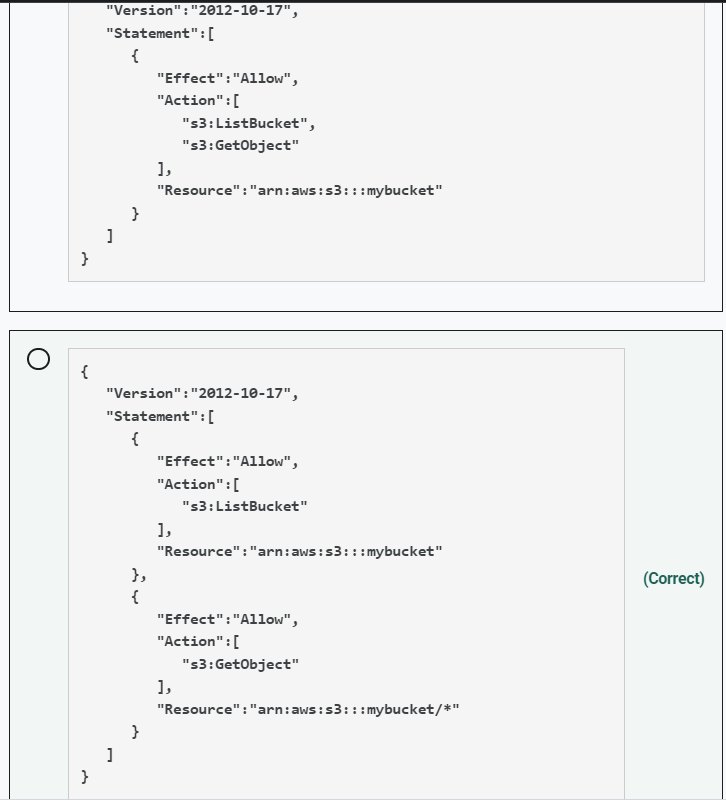 "Version":"2012-10-17",
"Statement":[
{
"Effect":"Allow",
"Action":[
"s3:ListBucket",
"s3:GetObject"
],
"Resource":"arn:aws:s3:::mybucket"
}
]
}
{
"Version":"2012-10-17",
"Statement":[
{
"Effect":"Allow",
"Action":[
"s3:ListBucket"
],
"Resource":"arn:aws:s3:::mybucket"
},
{
"Effect":"Allow",
"Action":[
"s3:GetObject"
],
"Resource":"arn:aws:s3:::mybucket/*"
}
]
}
(Correct)